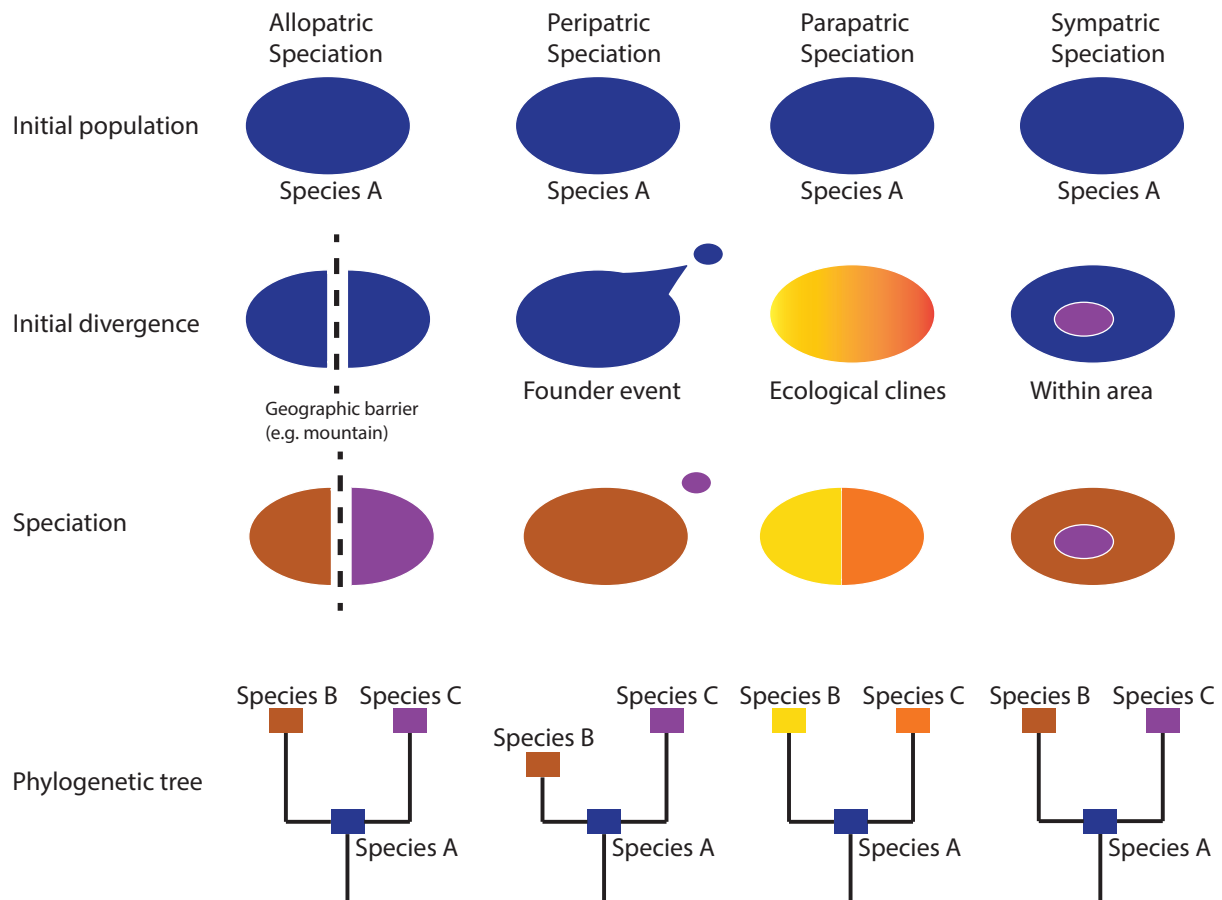 Allopatric
Speciation
Peripatric
Speciation
Parapatric
Speciation
Sympatric
Speciation
Initial population
Species A
Species A
Species A
Species A
Initial divergence
Geographic barrier
(e.g. mountain)
Founder event
Ecological clines
Within area
Speciation
Phylogenetic tree
Species B
Species C
Species A
Species B
Species C
Species A
Species B
Species C
Species A
Species B
Species C
Species A